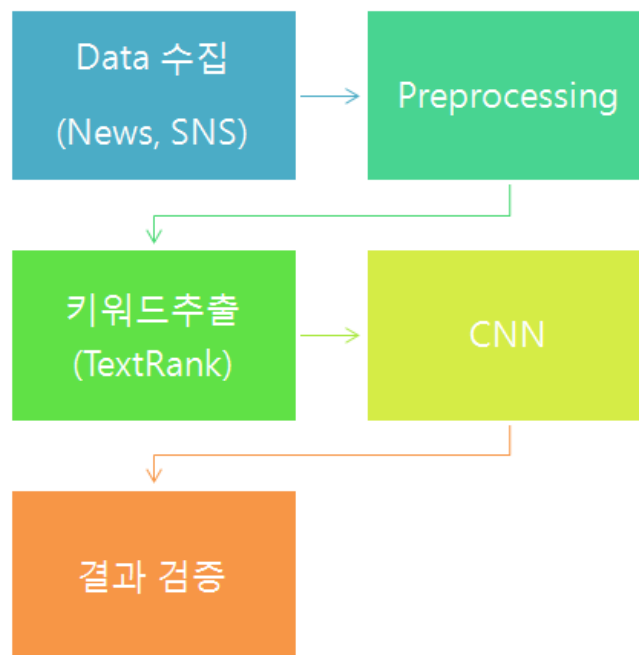 Data 수집
(News, SNS)
Preprocessing
키워드추출
(TextRank)
CNN
결과 검증